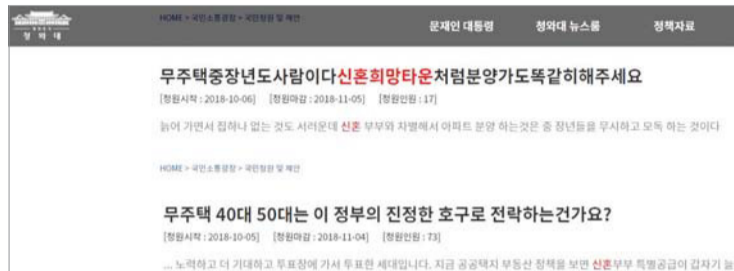 HOME > 국민소통광장 > 국민청원 및 제안
청와대
문재인 대통령 청와대 뉴스룸 정책자료
무주택중장년도사람이다신혼희망타운처럼분양가도똑같히해주세요
[청원시작 : 2018-10-06] [청원마감 : 2018-11-05] [청원인원 : 17]
늙어 가면서 집하나 없는 것도 서러운데 신혼 부부와 차별해서 아파트 분양 하는것은 중 장년들을 무시하고 모독 하는 것이다
HOME > 국민소통광장 > 국민청원 및 제안
무주택 40대 50대는 이 정부의 진정한 호구로 전락하는건가요?
[청원시작 : 2018-10-05] [청원마감 : 2018-11-04] [청원인원 : 73]
... 노력하고 더 기대하고 투표장에 가서 투표한 세대입니다. 지금 공공택지 부동산 정책을 보면 신혼부부 특별공급이 갑자기 늘